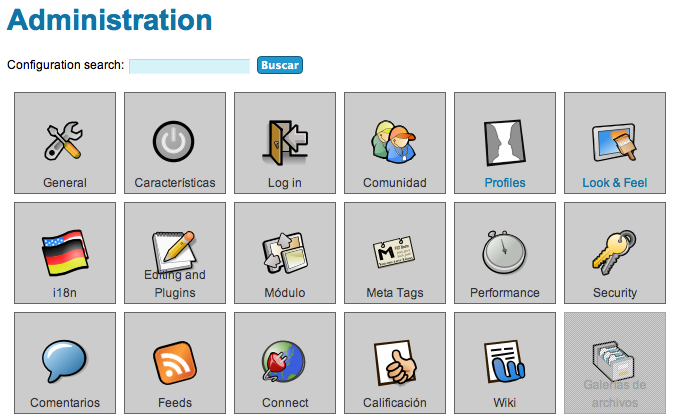 Administration
Configuration search:
Buscar
General
Características
Log in
Comunidad
Profiles
Look & Feel
i18n
Editing and
Plugins
Módulo
Meta Tags
Performance
Security
Comentarios
Feeds
Connect
Calificación
Wiki
Galerías de
archivos